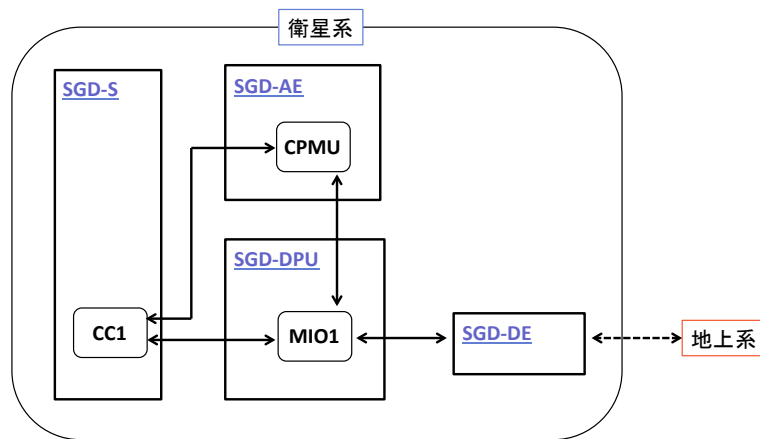 衛星系
SGD-S
SGD-AE
CPMU
SGD-DPU
CC1
MIO1
SGD-DE
地上系